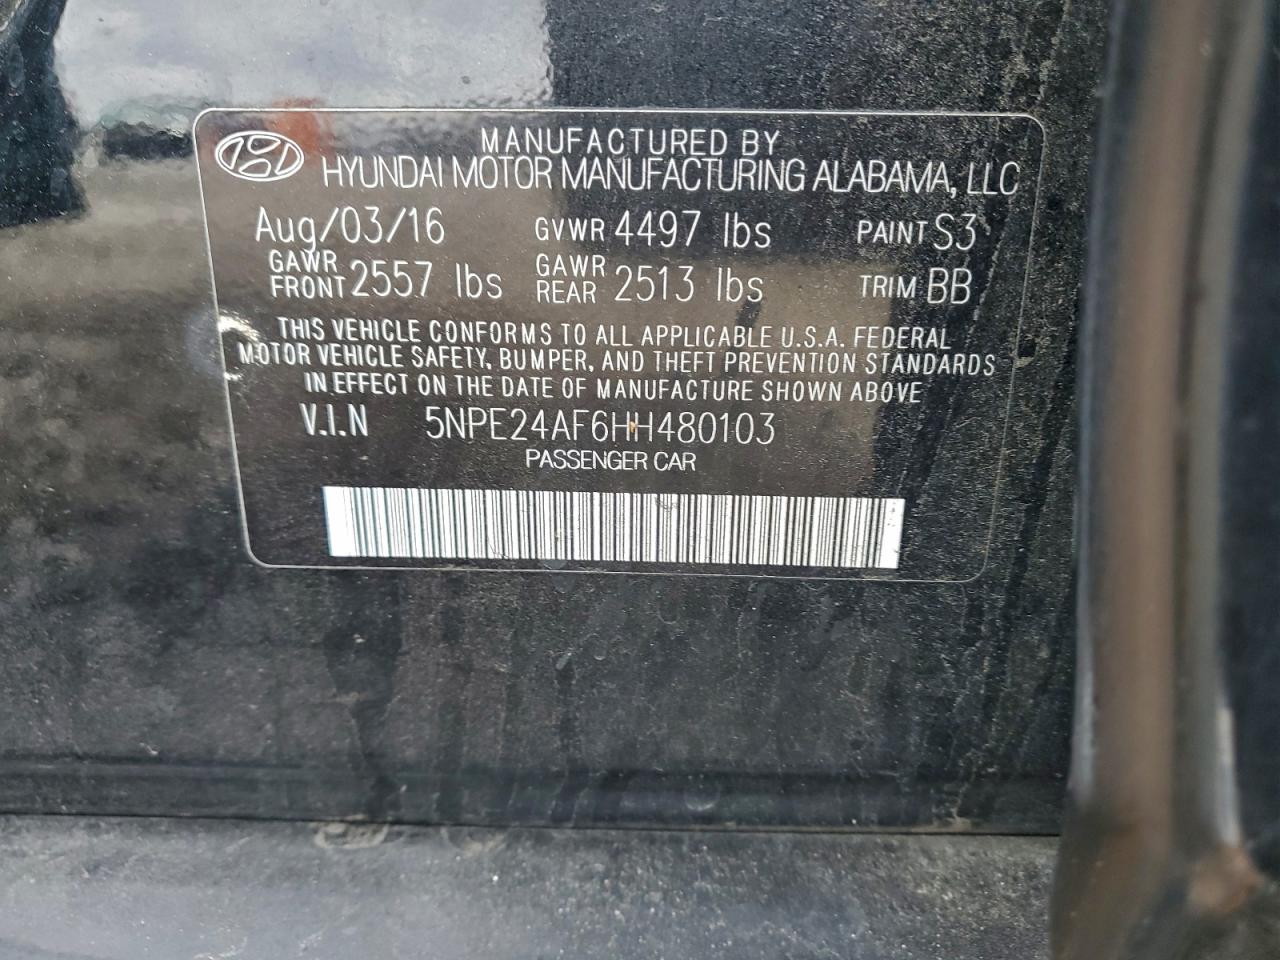 MANUFACTURED BY
HYUNDAI MOTOR MANUFACTURING ALABAMA, LLC
Aug/03/16 GVWR 4497 lbs PAINT S3
GAWR FRONT 2557 lbs GAWR REAR 2513 lbs TRIM BB
THIS VEHICLE CONFORMS TO ALL APPLICABLE U.S.A. FEDERAL
MOTOR VEHICLE SAFETY, BUMPER, AND THEFT PREVENTION STANDARDS
IN EFFECT ON THE DATE OF MANUFACTURE SHOWN ABOVE
V.I.N 5NPE24AF6HH480103
PASSENGER CAR